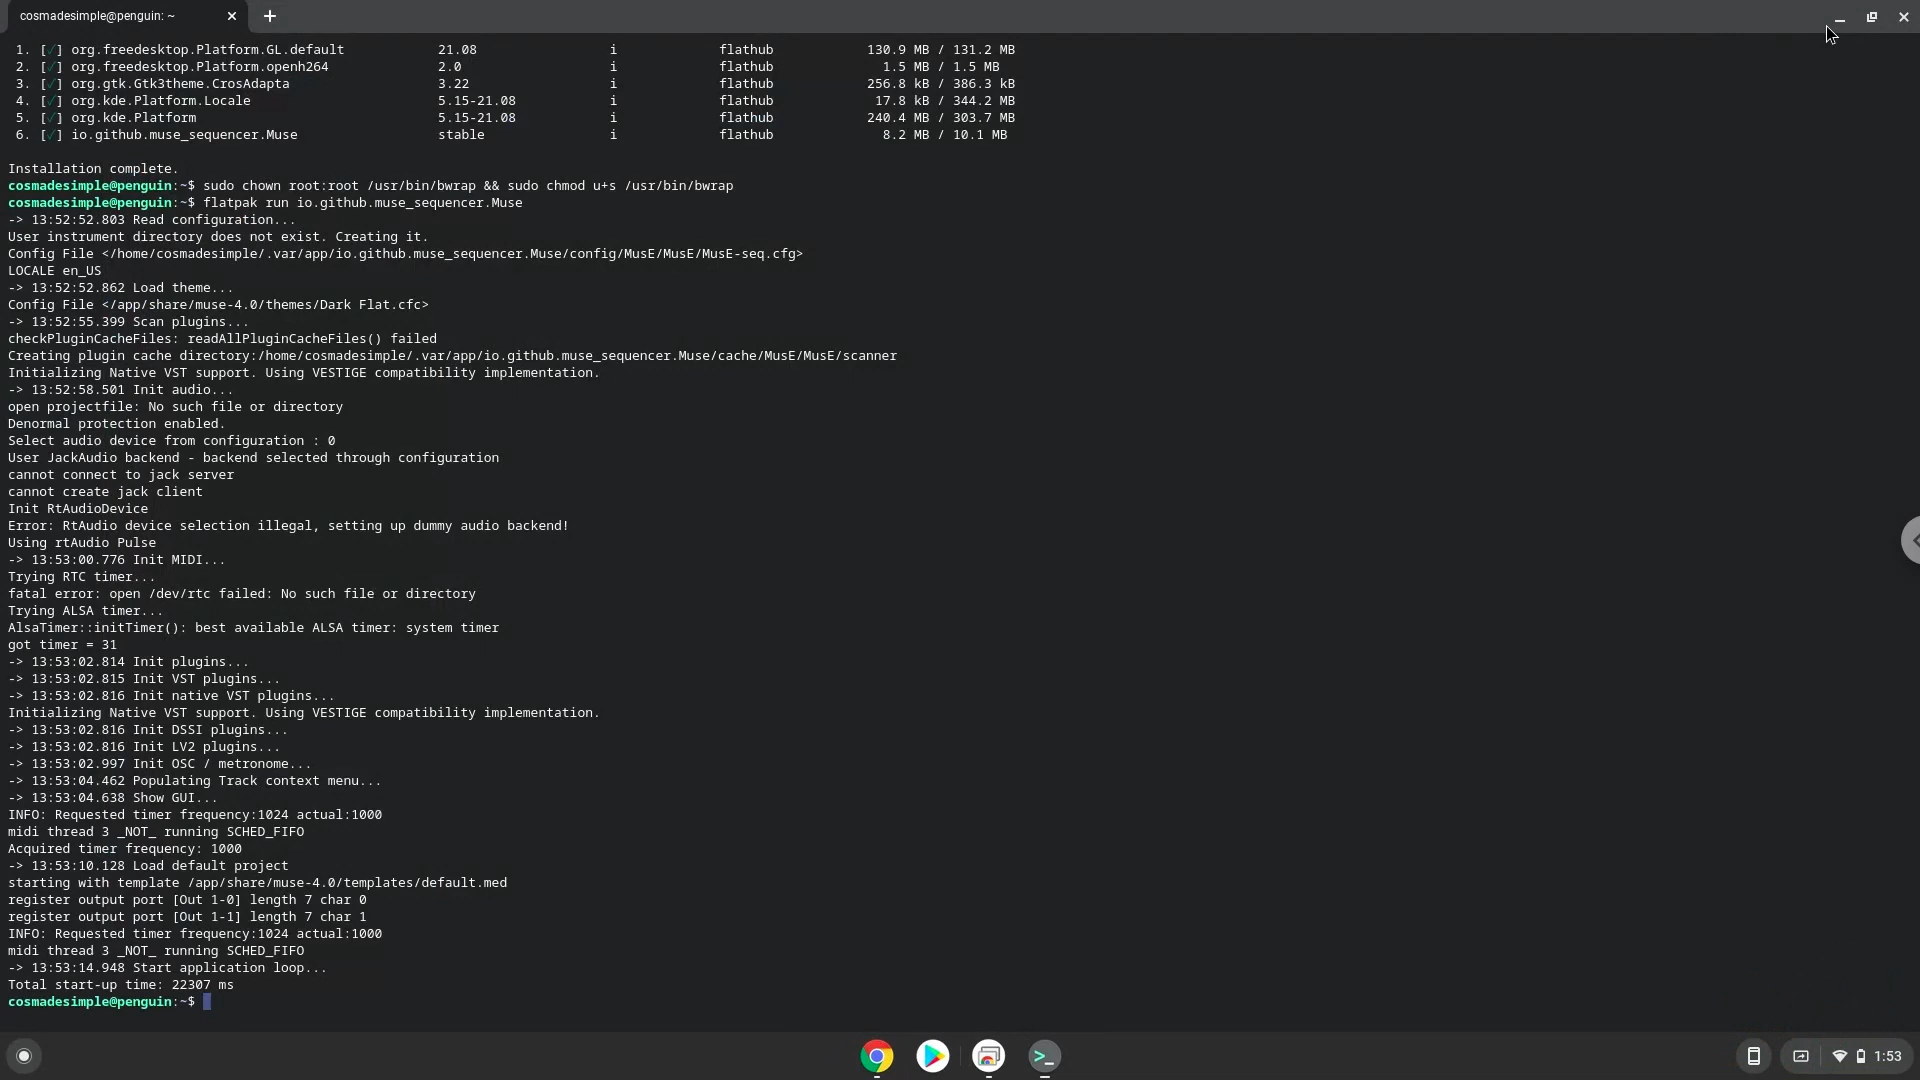 cosmadesimple@penguin: ~
1. [✓] org.freedesktop.Platform.GL.default 21.08 i flathub 130.9 MB / 131.2 MB
2. [✓] org.freedesktop.Platform.openh264 2.0 i flathub 1.5 MB / 1.5 MB
3. [✓] org.gtk.Gtk3theme.CrosAdapta 3.22 i flathub 256.8 kB / 386.3 kB
4. [✓] org.kde.Platform.Locale 5.15-21.08 i flathub 17.8 kB / 344.2 MB
5. [✓] org.kde.Platform 5.15-21.08 i flathub 240.4 MB / 303.7 MB
6. [✓] io.github.muse_sequencer.Muse stable i flathub 8.2 MB / 10.1 MB
Installation complete.
cosmadesimple@penguin:~$ sudo chown root:root /usr/bin/bwrap && sudo chmod u+s /usr/bin/bwrap
cosmadesimple@penguin:~$ flatpak run io.github.muse_sequencer.Muse
-> 13:52:52.803 Read configuration...
User instrument directory does not exist. Creating it.
Config File </home/cosmadesimple/.var/app/io.github.muse_sequencer.Muse/config/MusE/MusE/MusE-seq.cfg>
LOCALE en_US
-> 13:52:52.862 Load theme...
Config File </app/share/muse-4.0/themes/Dark Flat.cfc>
-> 13:52:55.399 Scan plugins...
checkPluginCacheFiles: readAllPluginCacheFiles() failed
Creating plugin cache directory:/home/cosmadesimple/.var/app/io.github.muse_sequencer.Muse/cache/MusE/MusE/scanner
Initializing Native VST support. Using VESTIGE compatibility implementation.
-> 13:52:58.501 Init audio...
open projectfile: No such file or directory
Denormal protection enabled.
Select audio device from configuration : 0
User JackAudio backend - backend selected through configuration
cannot connect to jack server
cannot create jack client
Init RtAudioDevice
Error: RtAudio device selection illegal, setting up dummy audio backend!
Using rtAudio Pulse
-> 13:53:00.776 Init MIDI...
Trying RTC timer...
fatal error: open /dev/rtc failed: No such file or directory
Trying ALSA timer...
AlsaTimer::initTimer(): best available ALSA timer: system timer
got timer = 31
-> 13:53:02.814 Init plugins...
-> 13:53:02.815 Init VST plugins...
-> 13:53:02.816 Init native VST plugins...
Initializing Native VST support. Using VESTIGE compatibility implementation.
-> 13:53:02.816 Init DSSI plugins...
-> 13:53:02.816 Init LV2 plugins...
-> 13:53:02.997 Init OSC / metronome...
-> 13:53:04.462 Populating Track context menu...
-> 13:53:04.638 Show GUI...
INFO: Requested timer frequency:1024 actual:1000
midi thread 3 _NOT_ running SCHED_FIFO
Acquired timer frequency: 1000
-> 13:53:10.128 Load default project
starting with template /app/share/muse-4.0/templates/default.med
register output port [Out 1-0] length 7 char 0
register output port [Out 1-1] length 7 char 1
INFO: Requested timer frequency:1024 actual:1000
midi thread 3 _NOT_ running SCHED_FIFO
-> 13:53:14.948 Start application loop...
Total start-up time: 22307 ms
cosmadesimple@penguin:~$
1:53